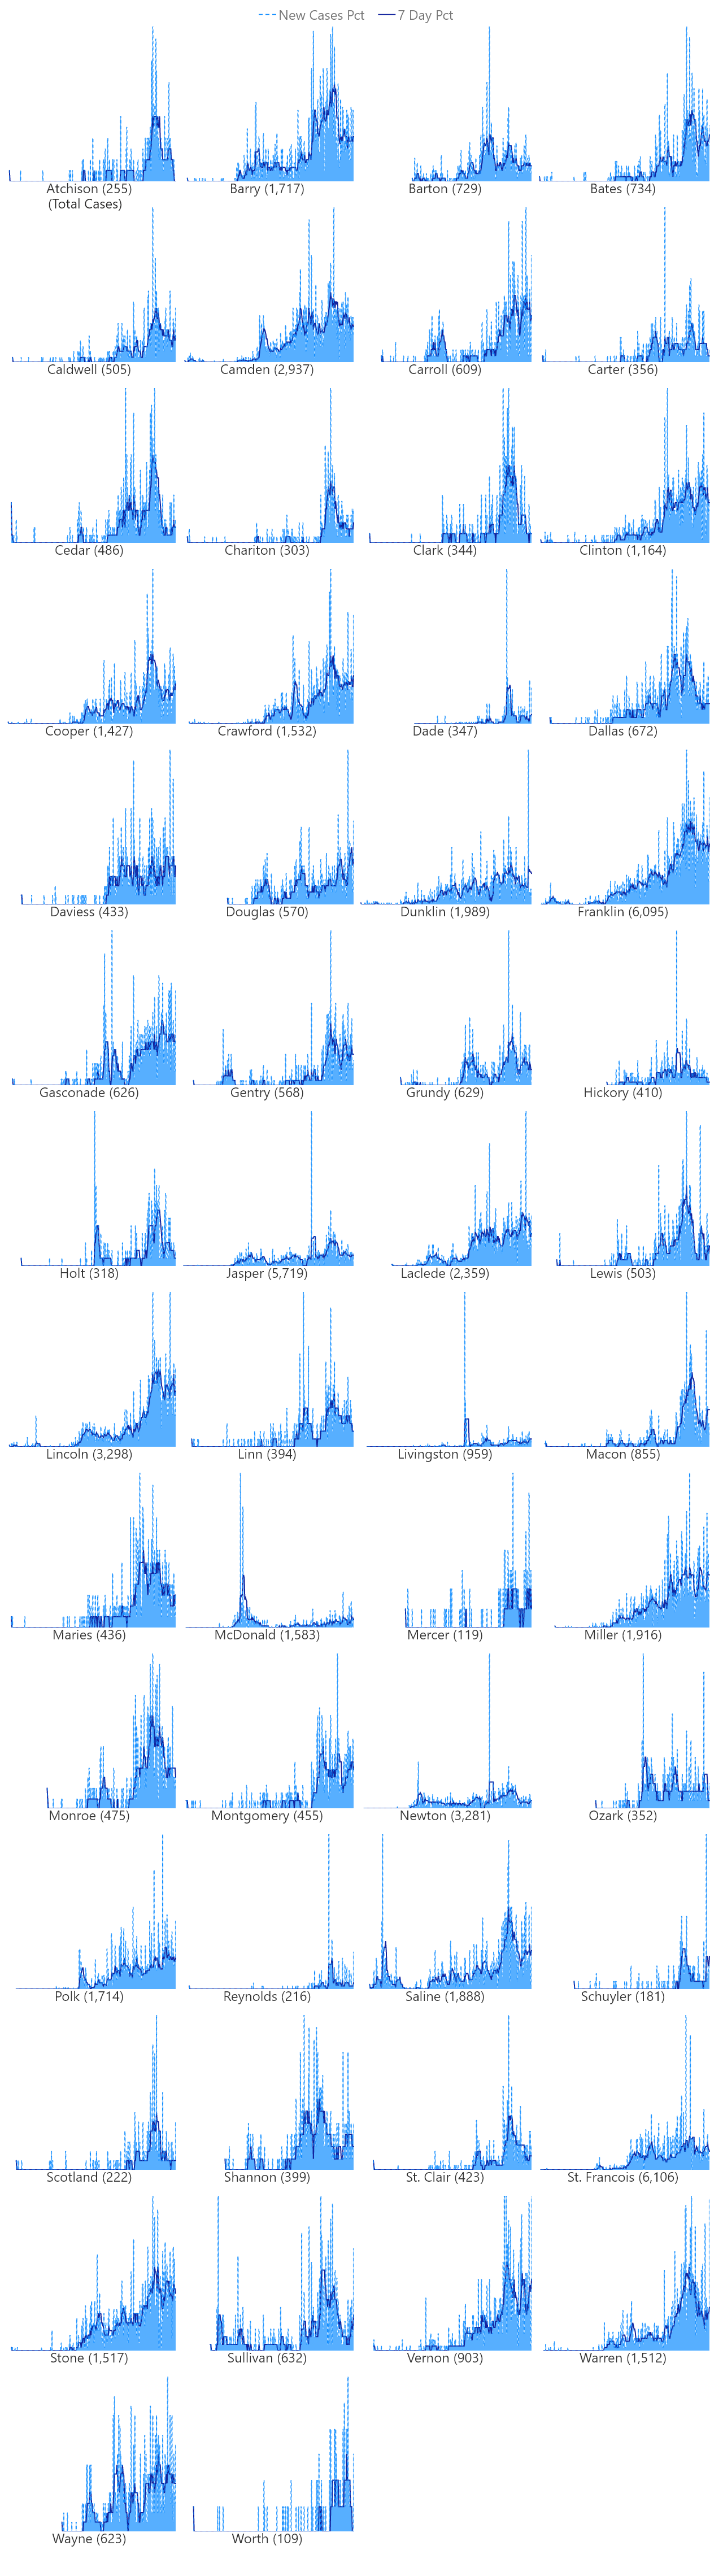 New Cases Pct 7 Day Pct
Atchison (255) Barry (1,717) Barton (729) Bates (734)
(Total Cases)
Caldwell (505) Camden (2,937) Carroll (609) Carter (356)
Cedar (486) Chariton (303) Clark (344) Clinton (1,164)
Cooper (1,427) Crawford (1,532) Dade (347) Dallas (672)
Daviess (433) Douglas (570) Dunklin (1,989) Franklin (6,095)
Gasconade (626) Gentry (568) Grundy (629) Hickory (410)
Holt (318) Jasper (5,719) Laclede (2,359) Lewis (503)
Lincoln (3,298) Linn (394) Livingston (959) Macon (855)
Maries (436) McDonald (1,583) Mercer (119) Miller (1,916)
Monroe (475) Montgomery (455) Newton (3,281) Ozark (352)
Polk (1,714) Reynolds (216) Saline (1,888) Schuyler (181)
Scotland (222) Shannon (399) St. Clair (423) St. Francois (6,106)
Stone (1,517) Sullivan (632) Vernon (903) Warren (1,512)
Wayne (623) Worth (109)